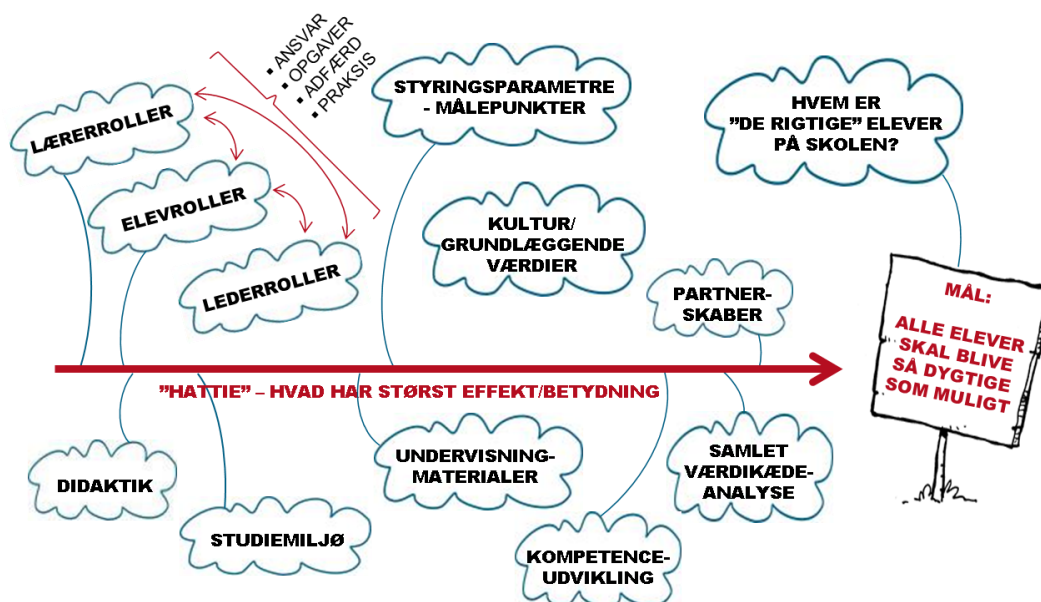 ▪ ANSVAR
▪ OPGAVER
▪ ADFÆRD
▪ PRAKSIS
LÆRERROLLER
ELEVROLLER
LEDERROLLER
STYRINGSPARAMETRE
- MÅLEPUNKTER
HVEM ER
”DE RIGTIGE” ELEVER
PÅ SKOLEN?
KULTUR/
GRUNDLÆGGENDE
VÆRDIER
PARTNER-
SKABER
MÅL:
ALLE ELEVER
SKAL BLIVE
SÅ DYGTIGE
SOM MULIGT
”HATTIE” – HVAD HAR STØRST EFFEKT/BETYDNING
DIDAKTIK
STUDIEMILJØ
UNDERVISNING-
MATERIALER
KOMPETENCE-
UDVIKLING
SAMLET
VÆRDIKÆDE-
ANALYSE